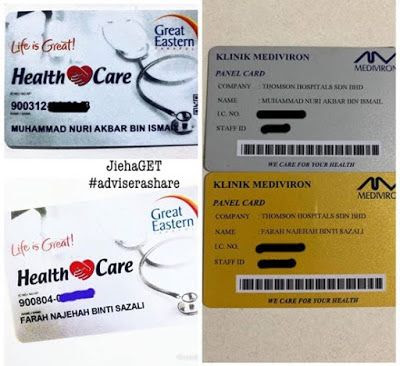 Life is Great!
Great
Eastern
TAKAFUL
Health Care
900312-
MUHAMMAD NURI AKBAR BIN ISMAIL
JiehaGET
#adviserashare
Life is Great!
Great
Eastern
Health Care
900804-0
FARAH NAJEHAH BINTI SAZALI
KLINIK MEDIVIRON
PANEL CARD
MEDIVIRON
COMPANY : THOMSON HOSPITALS SDN BHD
NAME : MUHAMMAD NURI AKBAR BIN ISMAIL
I.C. NO. :
STAFF ID :
WE CARE FOR YOUR HEALTH
KLINIK MEDIVIRON
PANEL CARD
MEDIVIRON
COMPANY : THOMSON HOSPITALS SDN BHD
NAME : FARAH NAJEHAH BINTI SAZALI
I.C. NO.
STAFF ID
WE CARE FOR YOUR HEALTH